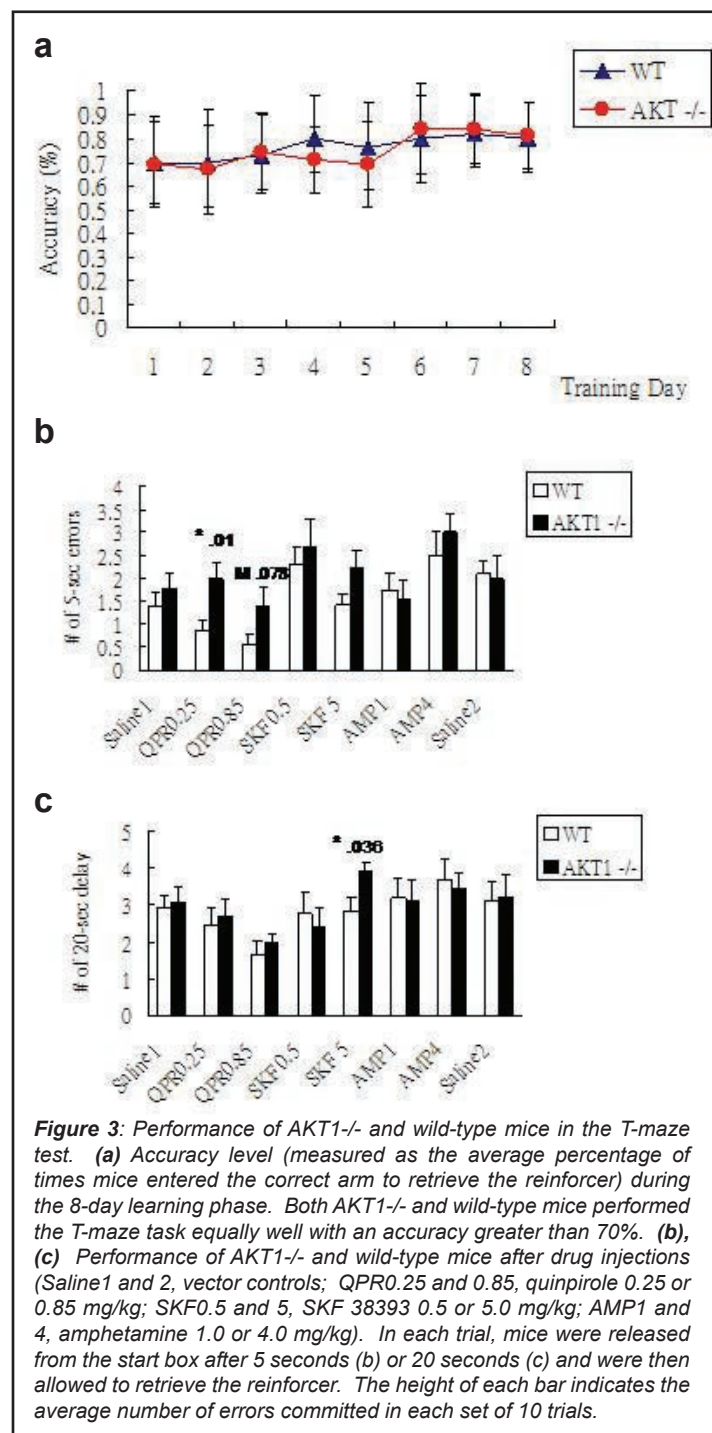 a
WT
AKT -/-
Accuracy (%)
1
0.9
0.8
0.7
0.6
0.5
0.4
0.3
0.2
0.1
0
1 2 3 4 5 6 7 8
Training Day
b
WT
AKT1 -/-
# of 5-sec errors
4
3.5
3
2.5
2
1.5
1
0.5
0
* .01
M .078
Saline1 QPR0.25 QPR0.85 SKF0.5 SKF 5 AMP1 AMP4 Saline2
c
WT
AKT1 -/-
# of 20-sec delay
5
4
3
2
1
0
* .036
Saline1 QPR0.25 QPR0.85 SKF0.5 SKF 5 AMP1 AMP4 Saline2
Figure 3: Performance of AKT1-/- and wild-type mice in the T-maze
test. (a) Accuracy level (measured as the average percentage of
times mice entered the correct arm to retrieve the reinforcer) during
the 8-day learning phase. Both AKT1-/- and wild-type mice performed
the T-maze task equally well with an accuracy greater than 70%. (b),
(c) Performance of AKT1-/- and wild-type mice after drug injections
(Saline1 and 2, vector controls; QPR0.25 and 0.85, quinpirole 0.25 or
0.85 mg/kg; SKF0.5 and 5, SKF 38393 0.5 or 5.0 mg/kg; AMP1 and
4, amphetamine 1.0 or 4.0 mg/kg). In each trial, mice were released
from the start box after 5 seconds (b) or 20 seconds (c) and were then
allowed to retrieve the reinforcer. The height of each bar indicates the
average number of errors committed in each set of 10 trials.